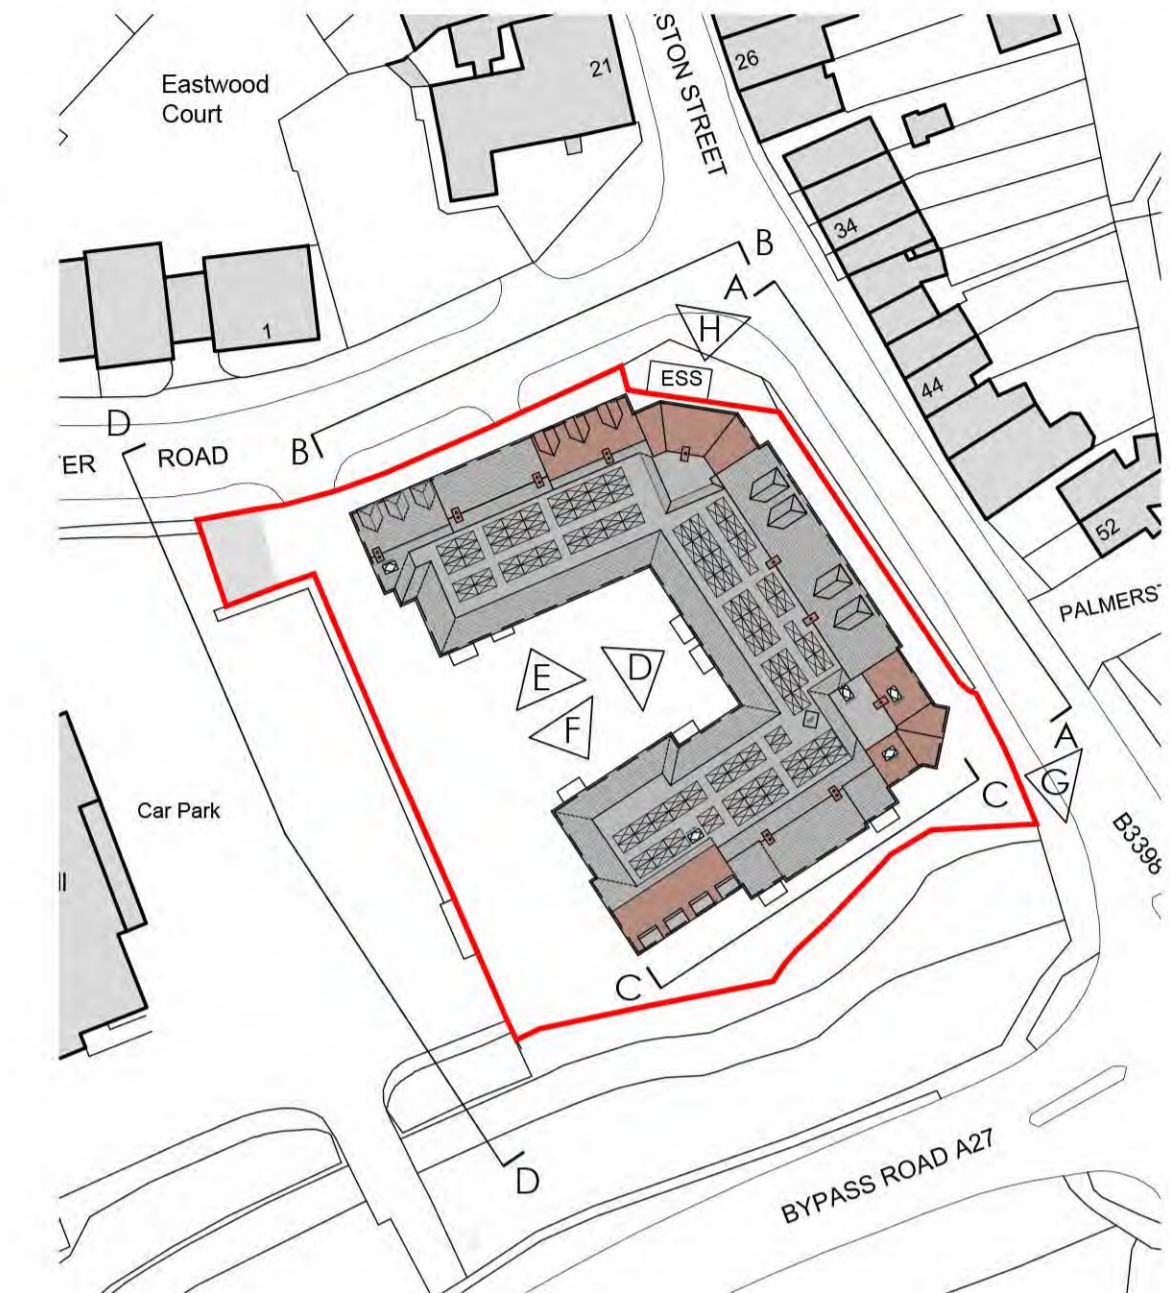 Eastwood
Court
21
STON STREET
26
34
44
52
1
B
A
H
ESS
D
ER ROAD
B
PALMERS
E
D
F
A
G
C
B3398
Car Park
C
D
BYPASS ROAD A27